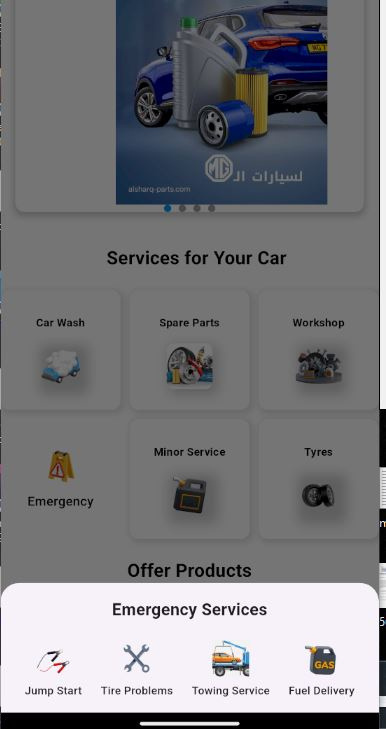 MG
لسيارات الـ
alsharq-parts.com
Services for Your Car
Car Wash
Spare Parts
Workshop
Emergency
Minor Service
Tyres
Offer Products
Emergency Services
GAS
Jump Start
Tire Problems
Towing Service
Fuel Delivery